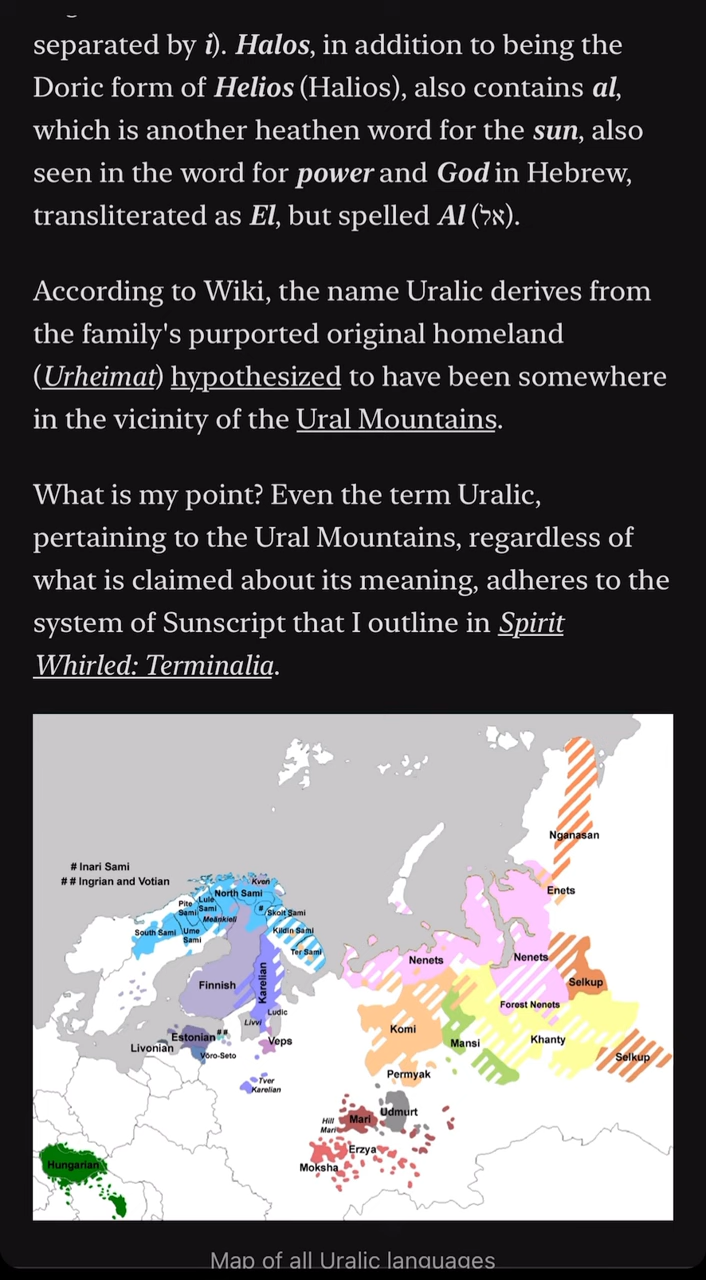 separated by i). Halos, in addition to being the
Doric form of Helios (Halios), also contains al,
which is another heathen word for the sun, also
seen in the word for power and God in Hebrew,
transliterated as El, but spelled Al (אל).
According to Wiki, the name Uralic derives from
the family's purported original homeland
(Urheimat) hypothesized to have been somewhere
in the vicinity of the Ural Mountains.
What is my point? Even the term Uralic,
pertaining to the Ural Mountains, regardless of
what is claimed about its meaning, adheres to the
system of Sunscript that I outline in Spirit
Whirled: Terminalia.
Nganasan
# Inari Sami
## Ingrian and Votian
Kven
Enets
North Sami
Lule
Sami
Pite
Sami
#
Skolt Sami
Meänkieli
Kildin Sami
South Sami
Ume
Sami
Ter Sami
Nenets
Nenets
Finnish
Karelian
Selkup
Forest Nenets
Ludic
Livvi
Komi
Estonian
##
Veps
Mansi
Khanty
Livonian
Võro-Seto
Selkup
Permyak
Tver
Karelian
Udmurt
Hill
Mari
Mari
Erzya
Hungarian
Moksha
Map of all Uralic languages